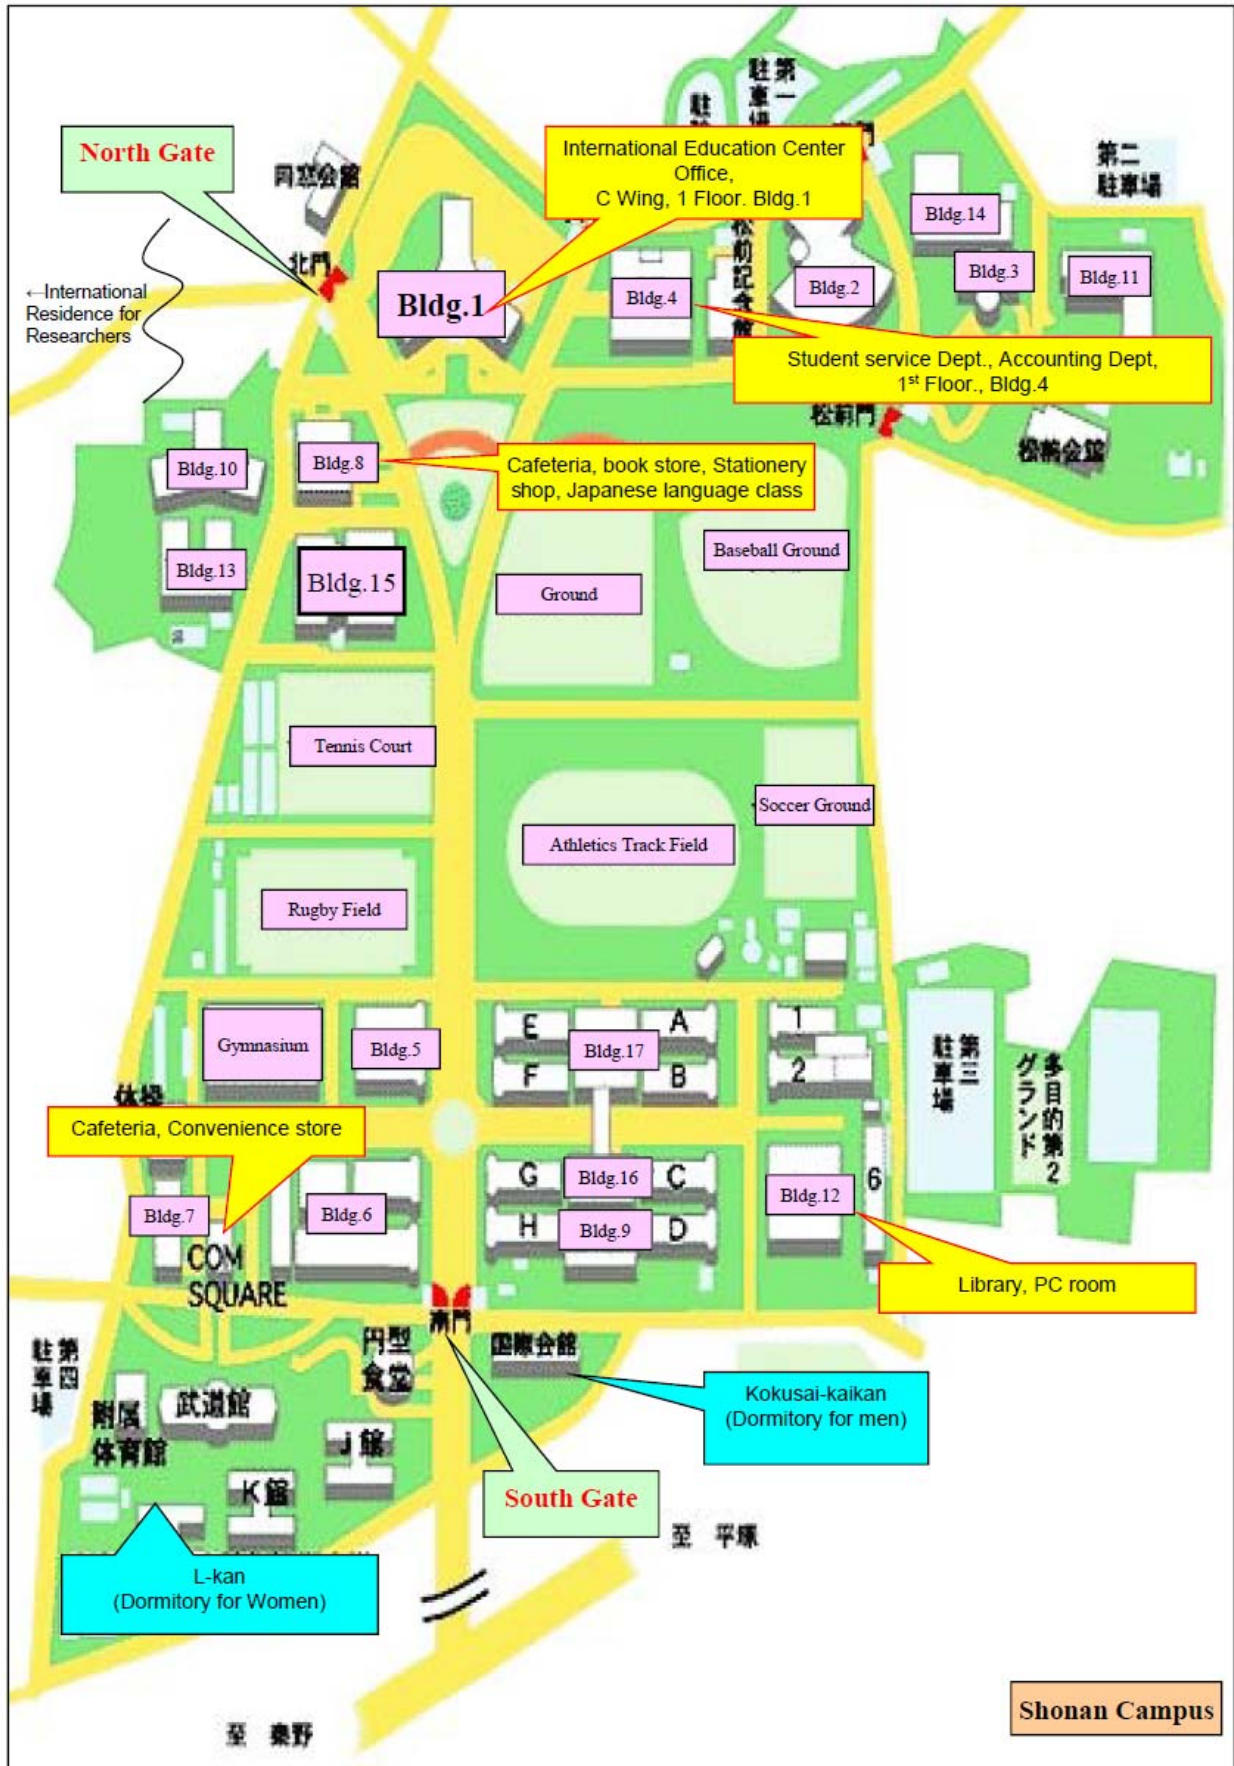 North Gate
同窓会館
駐
第一
駐車場
International Education Center
Office,
C Wing, 1 Floor. Bldg.1
第二
駐車場
Bldg.14
北門
Bldg.1
Bldg.4
松前記念館
Bldg.2
Bldg.3
Bldg.11
←International
Residence for
Researchers
Student service Dept., Accounting Dept,
1st Floor., Bldg.4
松前門
松前会館
Bldg.10
Bldg.8
Cafeteria, book store, Stationery
shop, Japanese language class
Bldg.13
Bldg.15
Ground
Baseball Ground
Tennis Court
Soccer Ground
Athletics Track Field
Rugby Field
Gymnasium
Bldg.5
E
A
Bldg.17
F
B
1
2
第三
駐車場
多目的第2
グランド
体操
Cafeteria, Convenience store
Bldg.7
Bldg.6
G
Bldg.16
C
H
Bldg.9
D
Bldg.12
6
COM
SQUARE
Library, PC room
南門
円型
食堂
国際会館
第四
駐車場
附属
体育館
武道館
J館
K館
Kokusai-kaikan
(Dormitory for men)
South Gate
至 平塚
L-kan
(Dormitory for Women)
至 秦野
Shonan Campus